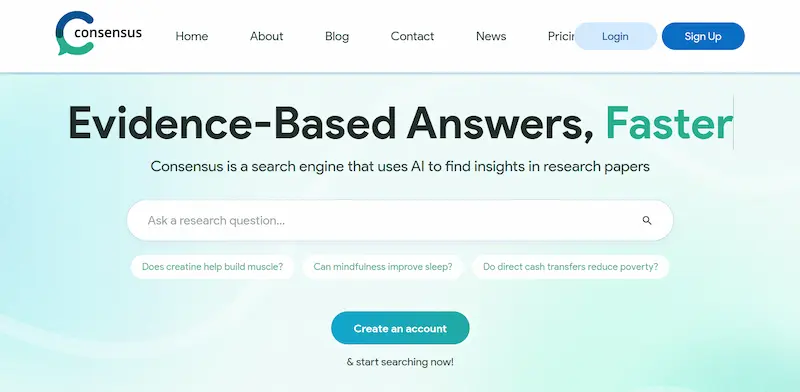 consensus
Home
About
Blog
Contact
News
Pricin
Login
Sign Up
Evidence-Based Answers, Faster
Consensus is a search engine that uses AI to find insights in research papers
Ask a research question...
Does creatine help build muscle?
Can mindfulness improve sleep?
Do direct cash transfers reduce poverty?
Create an account
& start searching now!